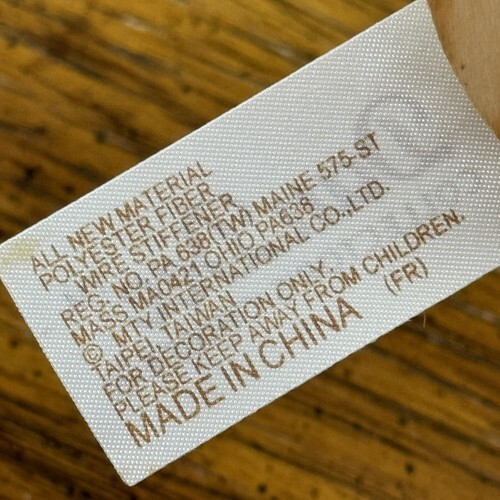 ALL NEW MATERIAL
POLYESTER FIBER
WIRE STIFFENER
REG. NO. PA. 638(TW) MAINE 575-ST
MASS MA0421 OHIO PA638
© MTY INTERNATIONAL CO.,LTD.
TAIPEI, TAIWAN
FOR DECORATION ONLY.
PLEASE KEEP AWAY FROM CHILDREN.
MADE IN CHINA (FR)